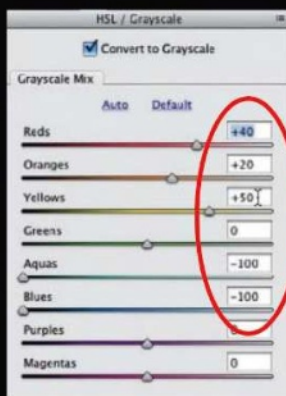 HSL / Grayscale
Convert to Grayscale
Grayscale Mix
Auto Default
Reds +40
Oranges +20
Yellows +50
Greens 0
Aquas -100
Blues -100
Purples
Magentas 0